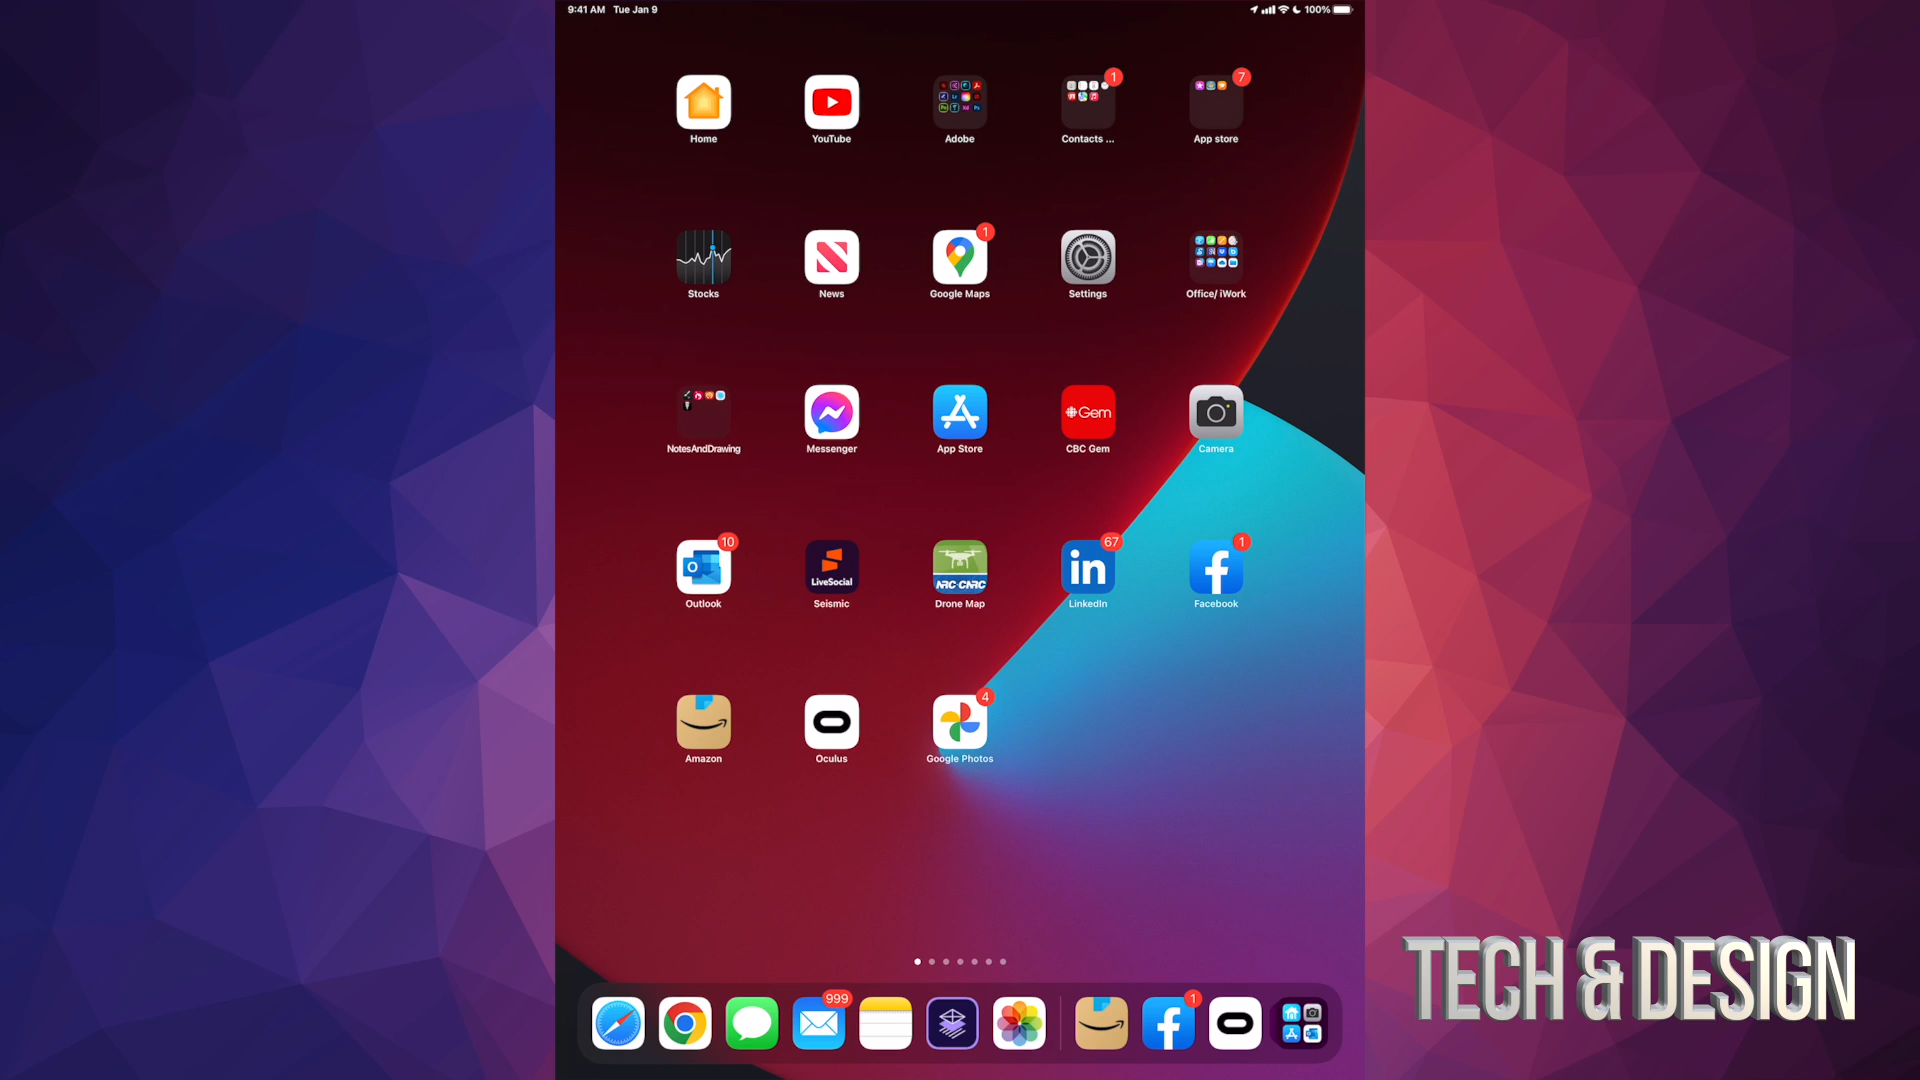 9:41 AM Tue Jan 9 100%
1 7
Home YouTube Adobe Contacts ... App store
1
Stocks News Google Maps Settings Office/ iWork
Gem
NotesAndDrawing Messenger App Store CBC Gem Camera
10 67 1
LiveSocial NRC·CNRC in
Outlook Seismic Drone Map LinkedIn Facebook
4
Amazon Oculus Google Photos
999 1
TECH & DESIGN